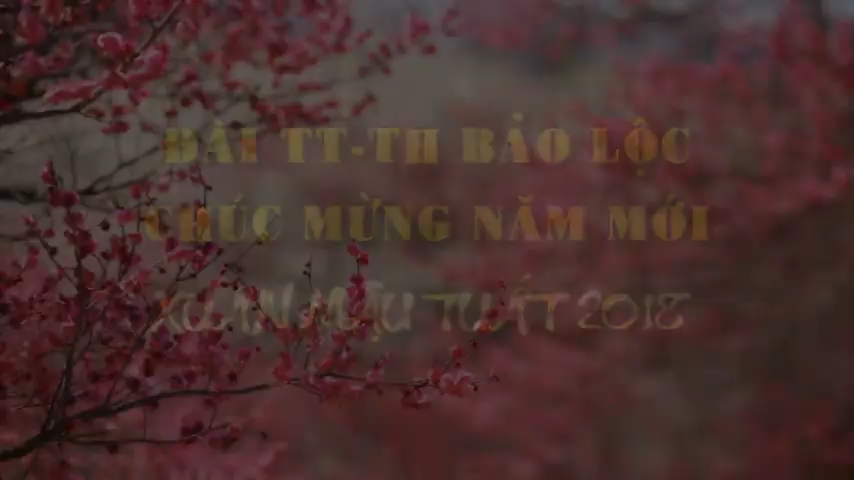 ĐÀI TT-TH BẢO LỘC
CHÚC MỪNG NĂM MỚI
XUÂN MẬU TUẤT 2018